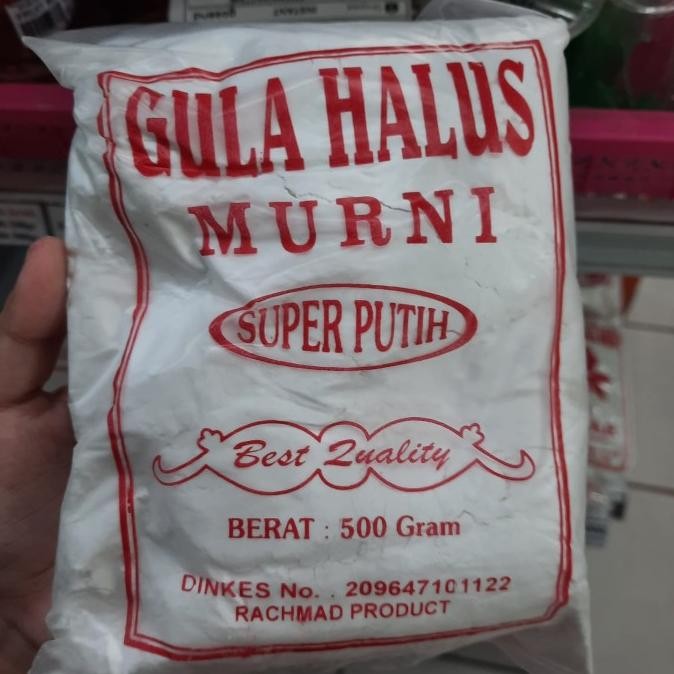 GULA HALUS
MURNI
SUPER PUTIH
Best Quality
BERAT : 500 Gram
DINKES No. . 209647101122
RACHMAD PRODUCT